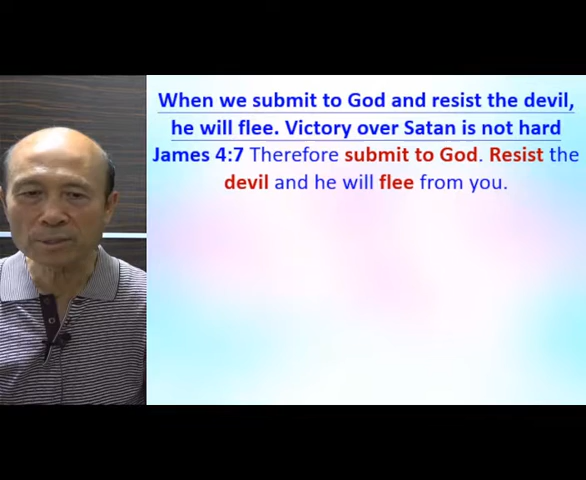 When we submit to God and resist the devil,
he will flee. Victory over Satan is not hard
James 4:7 Therefore submit to God. Resist the
devil and he will flee from you.